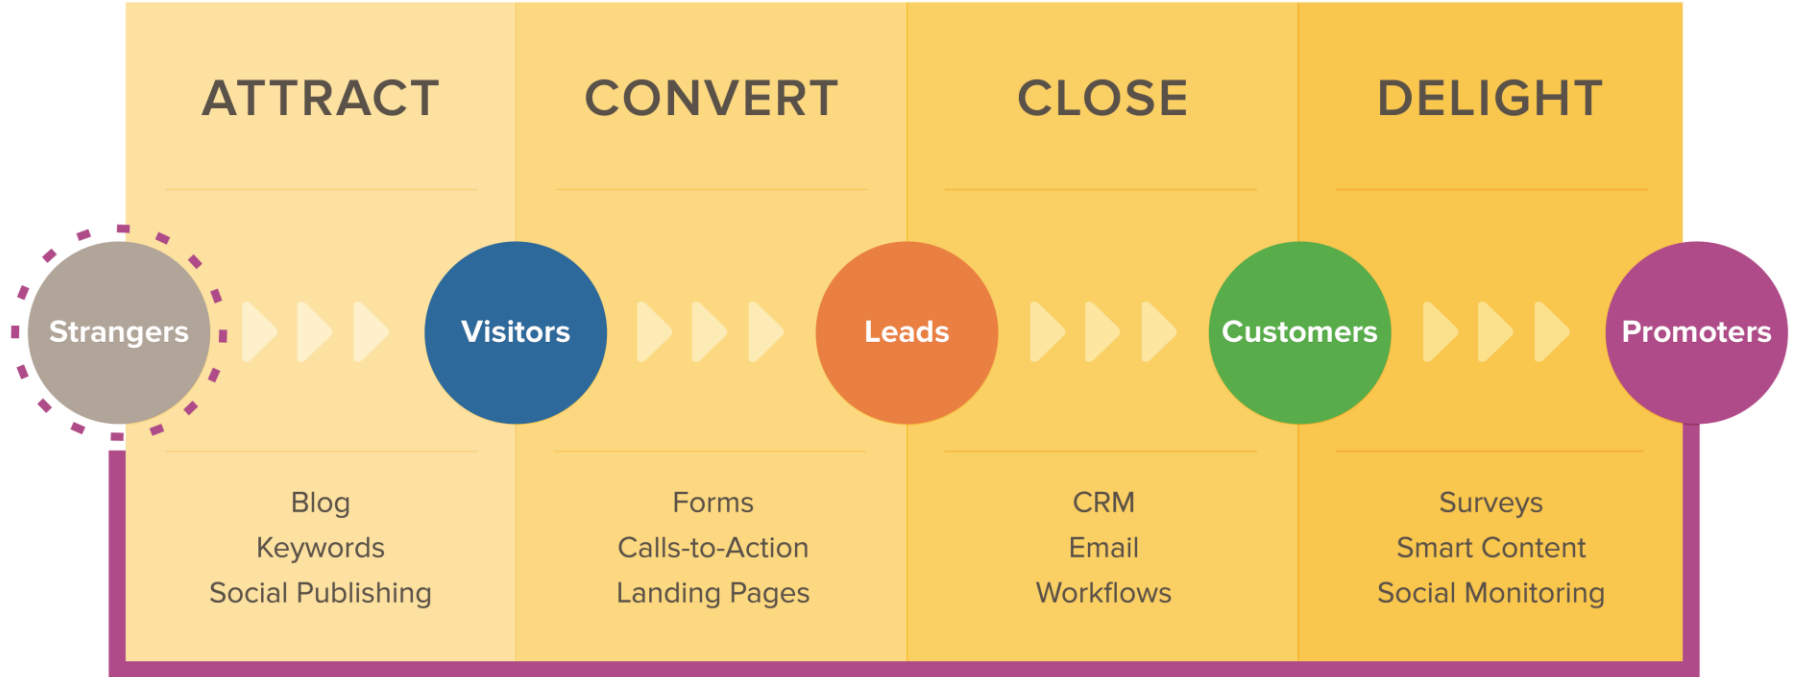 ATTRACT
CONVERT
CLOSE
DELIGHT
Strangers
Visitors
Leads
Customers
Promoters
Blog
Keywords
Social Publishing
Forms
Calls-to-Action
Landing Pages
CRM
Email
Workflows
Surveys
Smart Content
Social Monitoring